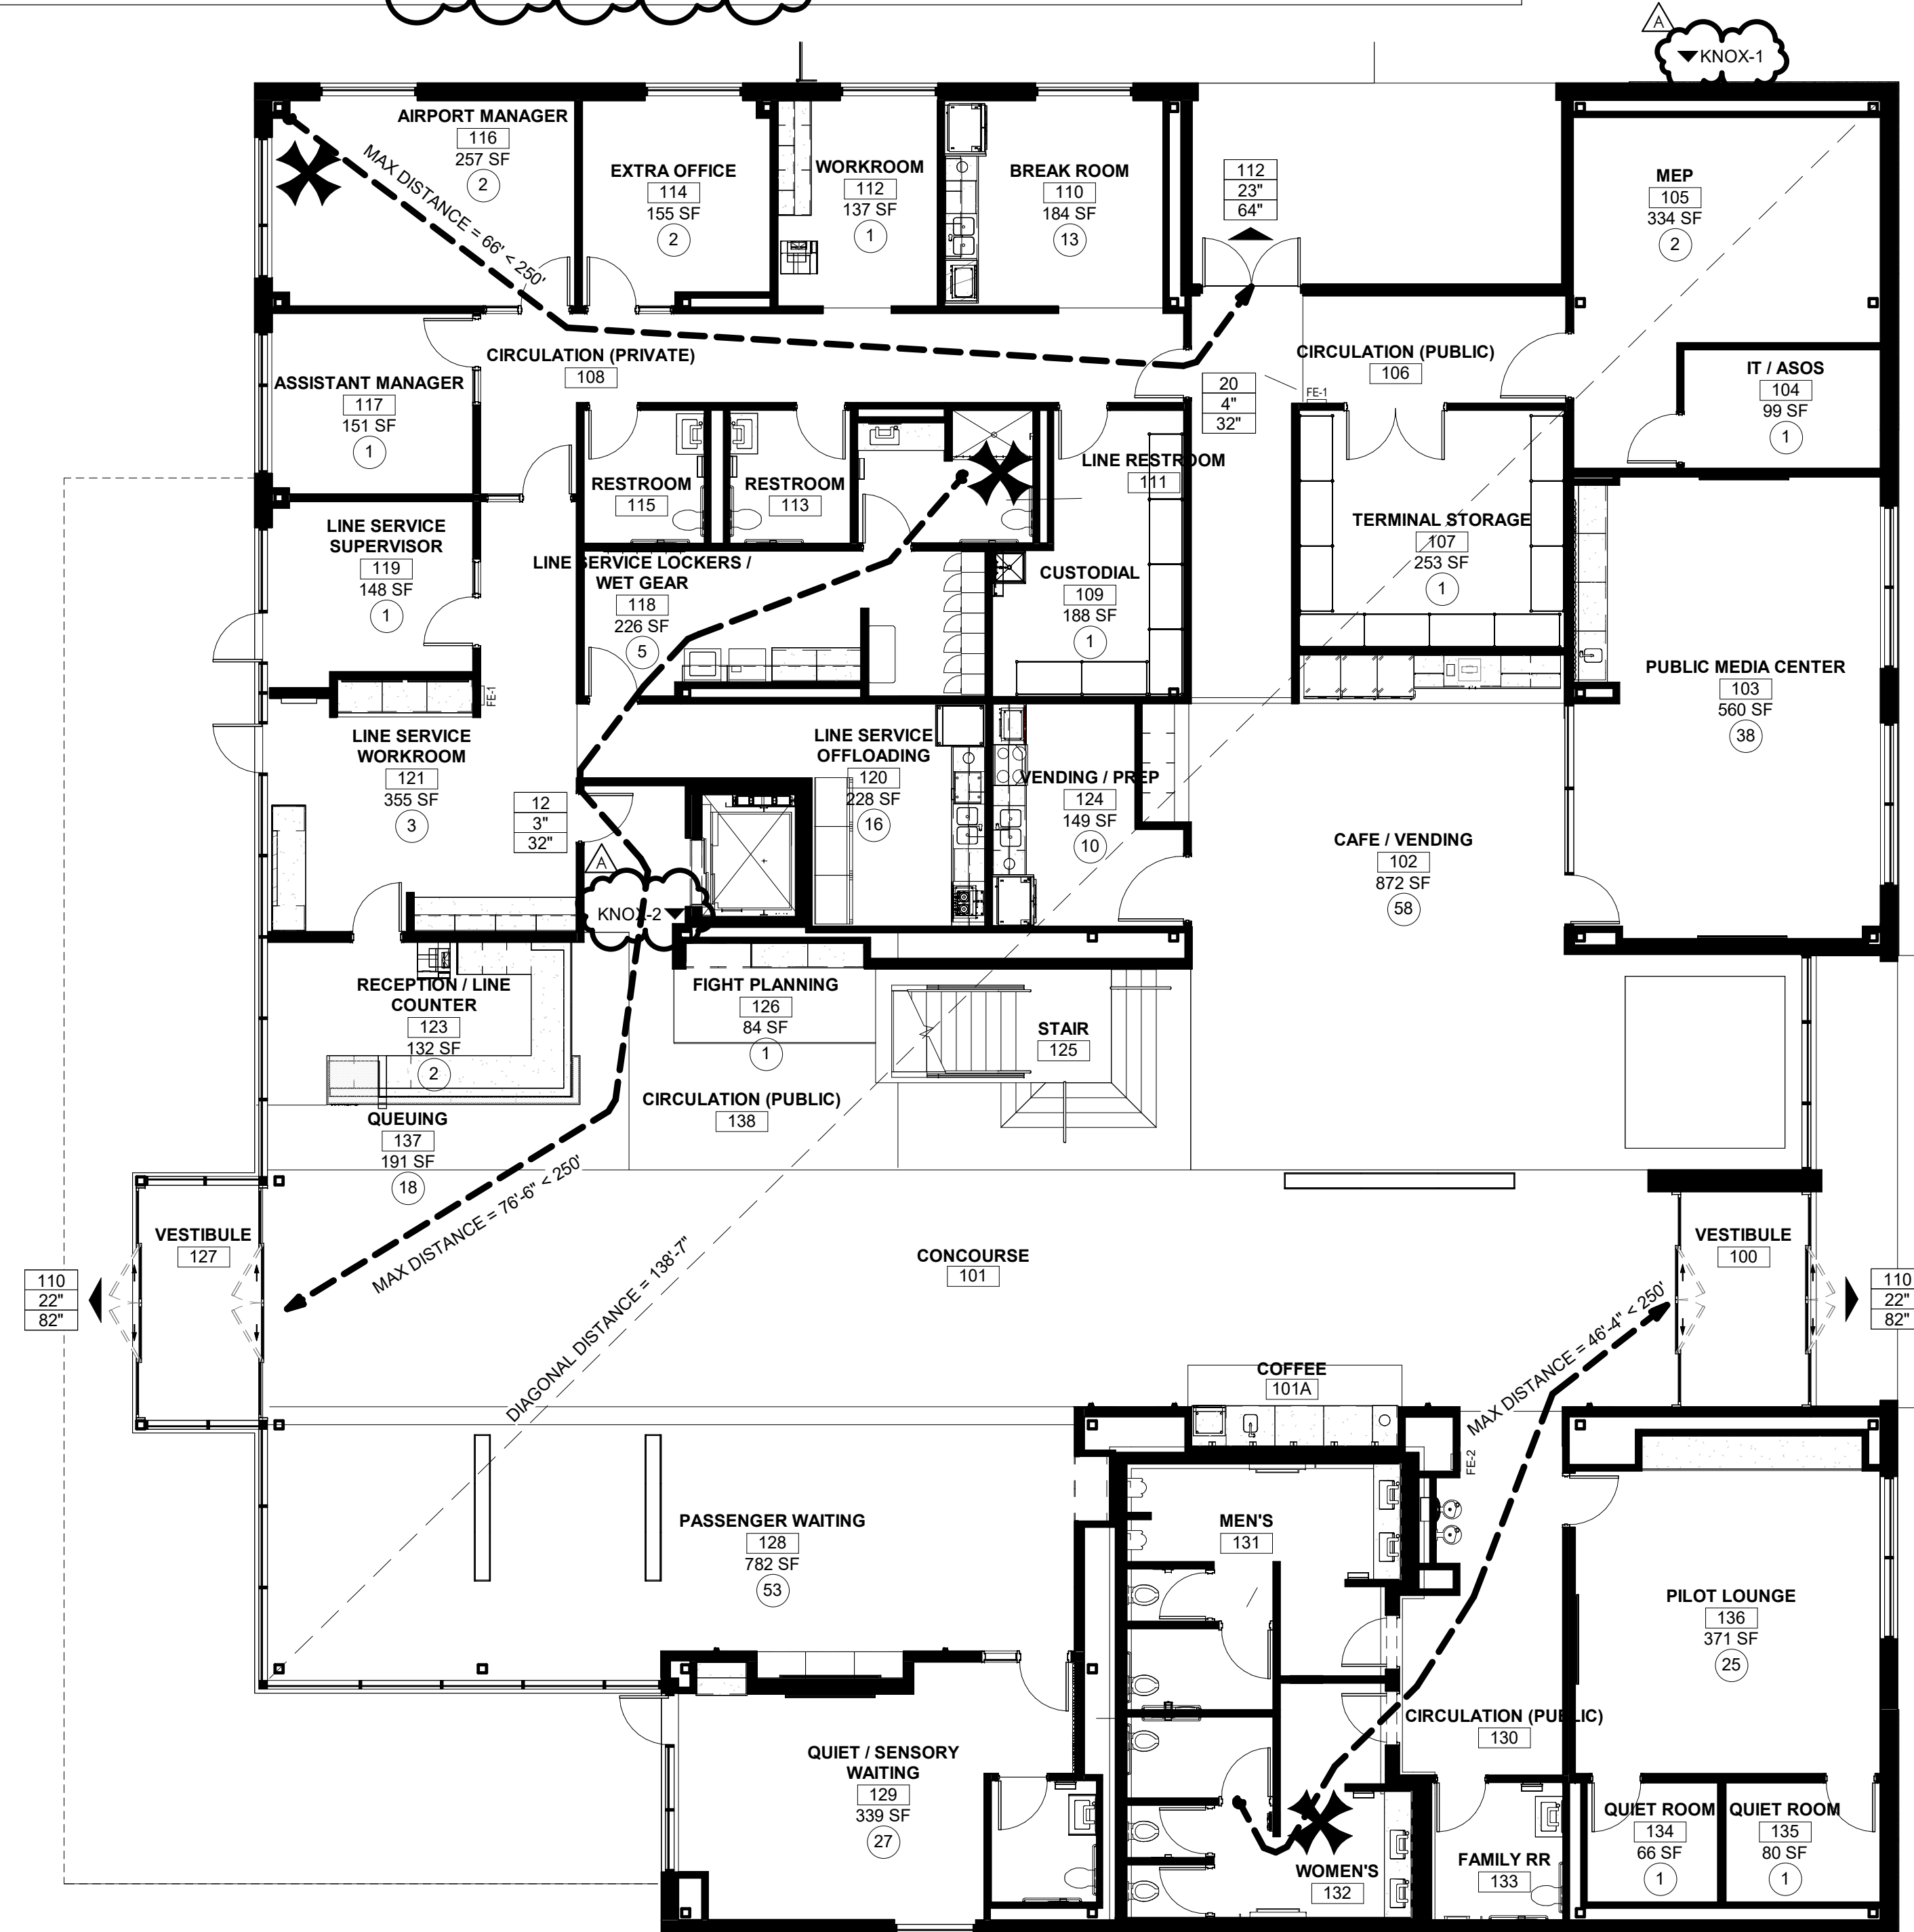 A
KNOX-1
AIRPORT MANAGER
116
257 SF
2
MAX DISTANCE = 66' < 250'
EXTRA OFFICE
114
155 SF
2
WORKROOM
112
137 SF
1
BREAK ROOM
110
184 SF
13
112
23"
64"
MEP
105
334 SF
2
CIRCULATION (PRIVATE)
108
CIRCULATION (PUBLIC)
106
20
4"
32"
FE-1
IT / ASOS
104
99 SF
1
ASSISTANT MANAGER
117
151 SF
1
RESTROOM
115
RESTROOM
113
LINE RESTROOM
111
LINE SERVICE
SUPERVISOR
119
148 SF
1
LINE SERVICE LOCKERS /
WET GEAR
118
226 SF
5
CUSTODIAL
109
188 SF
1
TERMINAL STORAGE
107
253 SF
1
PUBLIC MEDIA CENTER
103
560 SF
38
FE-1
LINE SERVICE
WORKROOM
121
355 SF
3
12
3"
32"
A
KNOX-2
LINE SERVICE
OFFLOADING
120
228 SF
16
VENDING / PREP
124
149 SF
10
CAFE / VENDING
102
872 SF
58
RECEPTION / LINE
COUNTER
123
132 SF
2
FIGHT PLANNING
126
84 SF
1
STAIR
125
QUEUING
137
191 SF
18
CIRCULATION (PUBLIC)
138
MAX DISTANCE = 76'-6" < 250'
DIAGONAL DISTANCE = 138'-7"
VESTIBULE
127
110
22"
82"
CONCOURSE
101
VESTIBULE
100
110
22"
82"
MAX DISTANCE = 46'-4" < 250'
COFFEE
101A
FE-2
PASSENGER WAITING
128
782 SF
53
MEN'S
131
PILOT LOUNGE
136
371 SF
25
CIRCULATION (PUBLIC)
130
QUIET / SENSORY
WAITING
129
339 SF
27
WOMEN'S
132
FAMILY RR
133
QUIET ROOM
134
66 SF
1
QUIET ROOM
135
80 SF
1